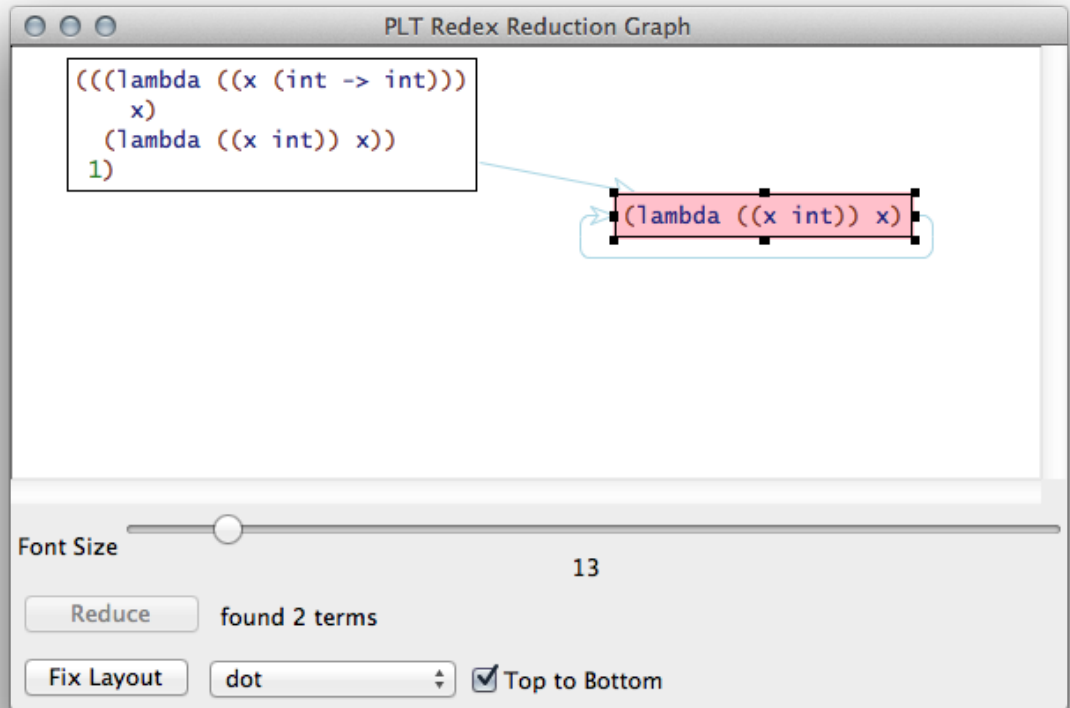 PLT Redex Reduction Graph
(((lambda ((x (int -> int)))
x)
(lambda ((x int)) x))
1)
(lambda ((x int)) x)
Font Size
13
Reduce found 2 terms
Fix Layout dot Top to Bottom